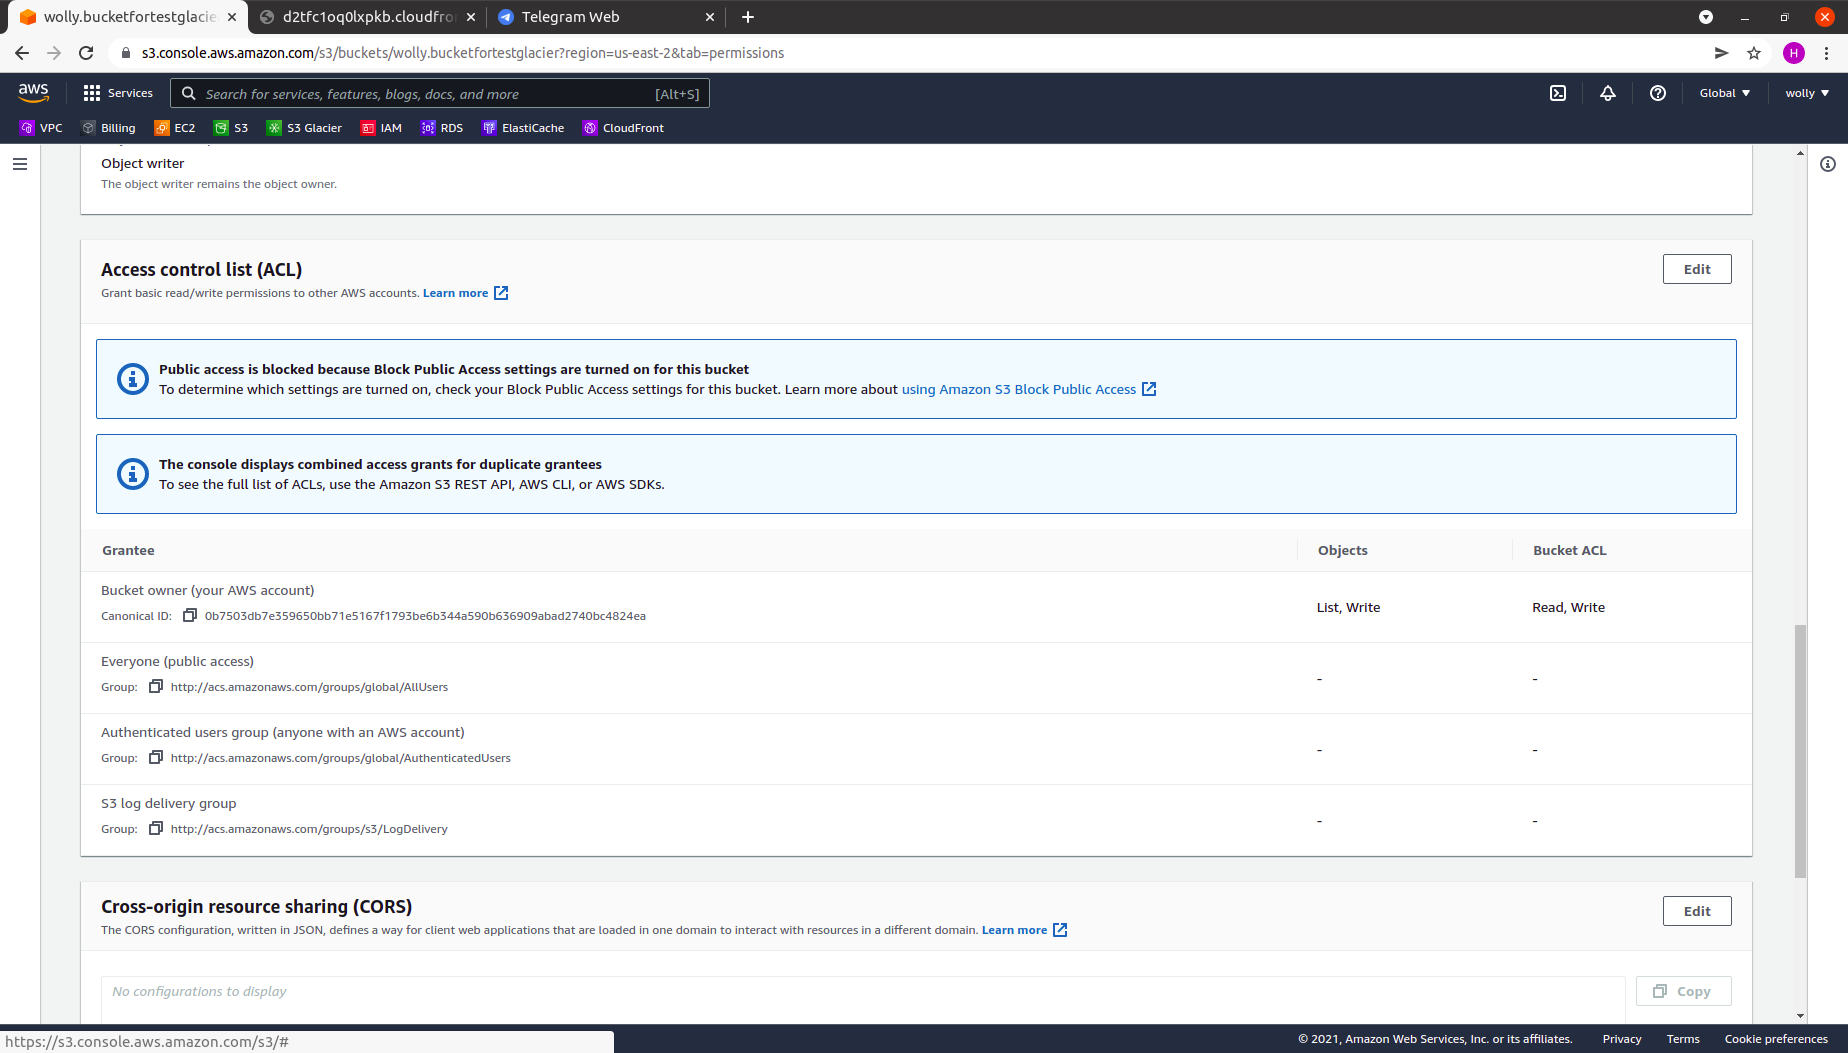 wolly.bucketfortestglacie
d2tfc1oq0lxpkb.cloudfro
Telegram Web
s3.console.aws.amazon.com/s3/buckets/wolly.bucketfortestglacier?region=us-east-2&tab=permissions
H
aws
Services
Search for services, features, blogs, docs, and more
[Alt+S]
Global
wolly
VPC
Billing
EC2
S3
S3 Glacier
IAM
RDS
ElastiCache
CloudFront
Object writer
The object writer remains the object owner.
Access control list (ACL)
Edit
Grant basic read/write permissions to other AWS accounts. Learn more
Public access is blocked because Block Public Access settings are turned on for this bucket
To determine which settings are turned on, check your Block Public Access settings for this bucket. Learn more about using Amazon S3 Block Public Access
The console displays combined access grants for duplicate grantees
To see the full list of ACLs, use the Amazon S3 REST API, AWS CLI, or AWS SDKs.
Grantee
Objects
Bucket ACL
Bucket owner (your AWS account)
Canonical ID: 0b7503db7e359650bb71e5167f1793be6b344a590b636909abad2740bc4824ea
List, Write
Read, Write
Everyone (public access)
Group: http://acs.amazonaws.com/groups/global/AllUsers
-
-
Authenticated users group (anyone with an AWS account)
Group: http://acs.amazonaws.com/groups/global/AuthenticatedUsers
-
-
S3 log delivery group
Group: http://acs.amazonaws.com/groups/s3/LogDelivery
-
-
Cross-origin resource sharing (CORS)
Edit
The CORS configuration, written in JSON, defines a way for client web applications that are loaded in one domain to interact with resources in a different domain. Learn more
No configurations to display
Copy
https://s3.console.aws.amazon.com/s3/#
© 2021, Amazon Web Services, Inc. or its affiliates.
Privacy
Terms
Cookie preferences